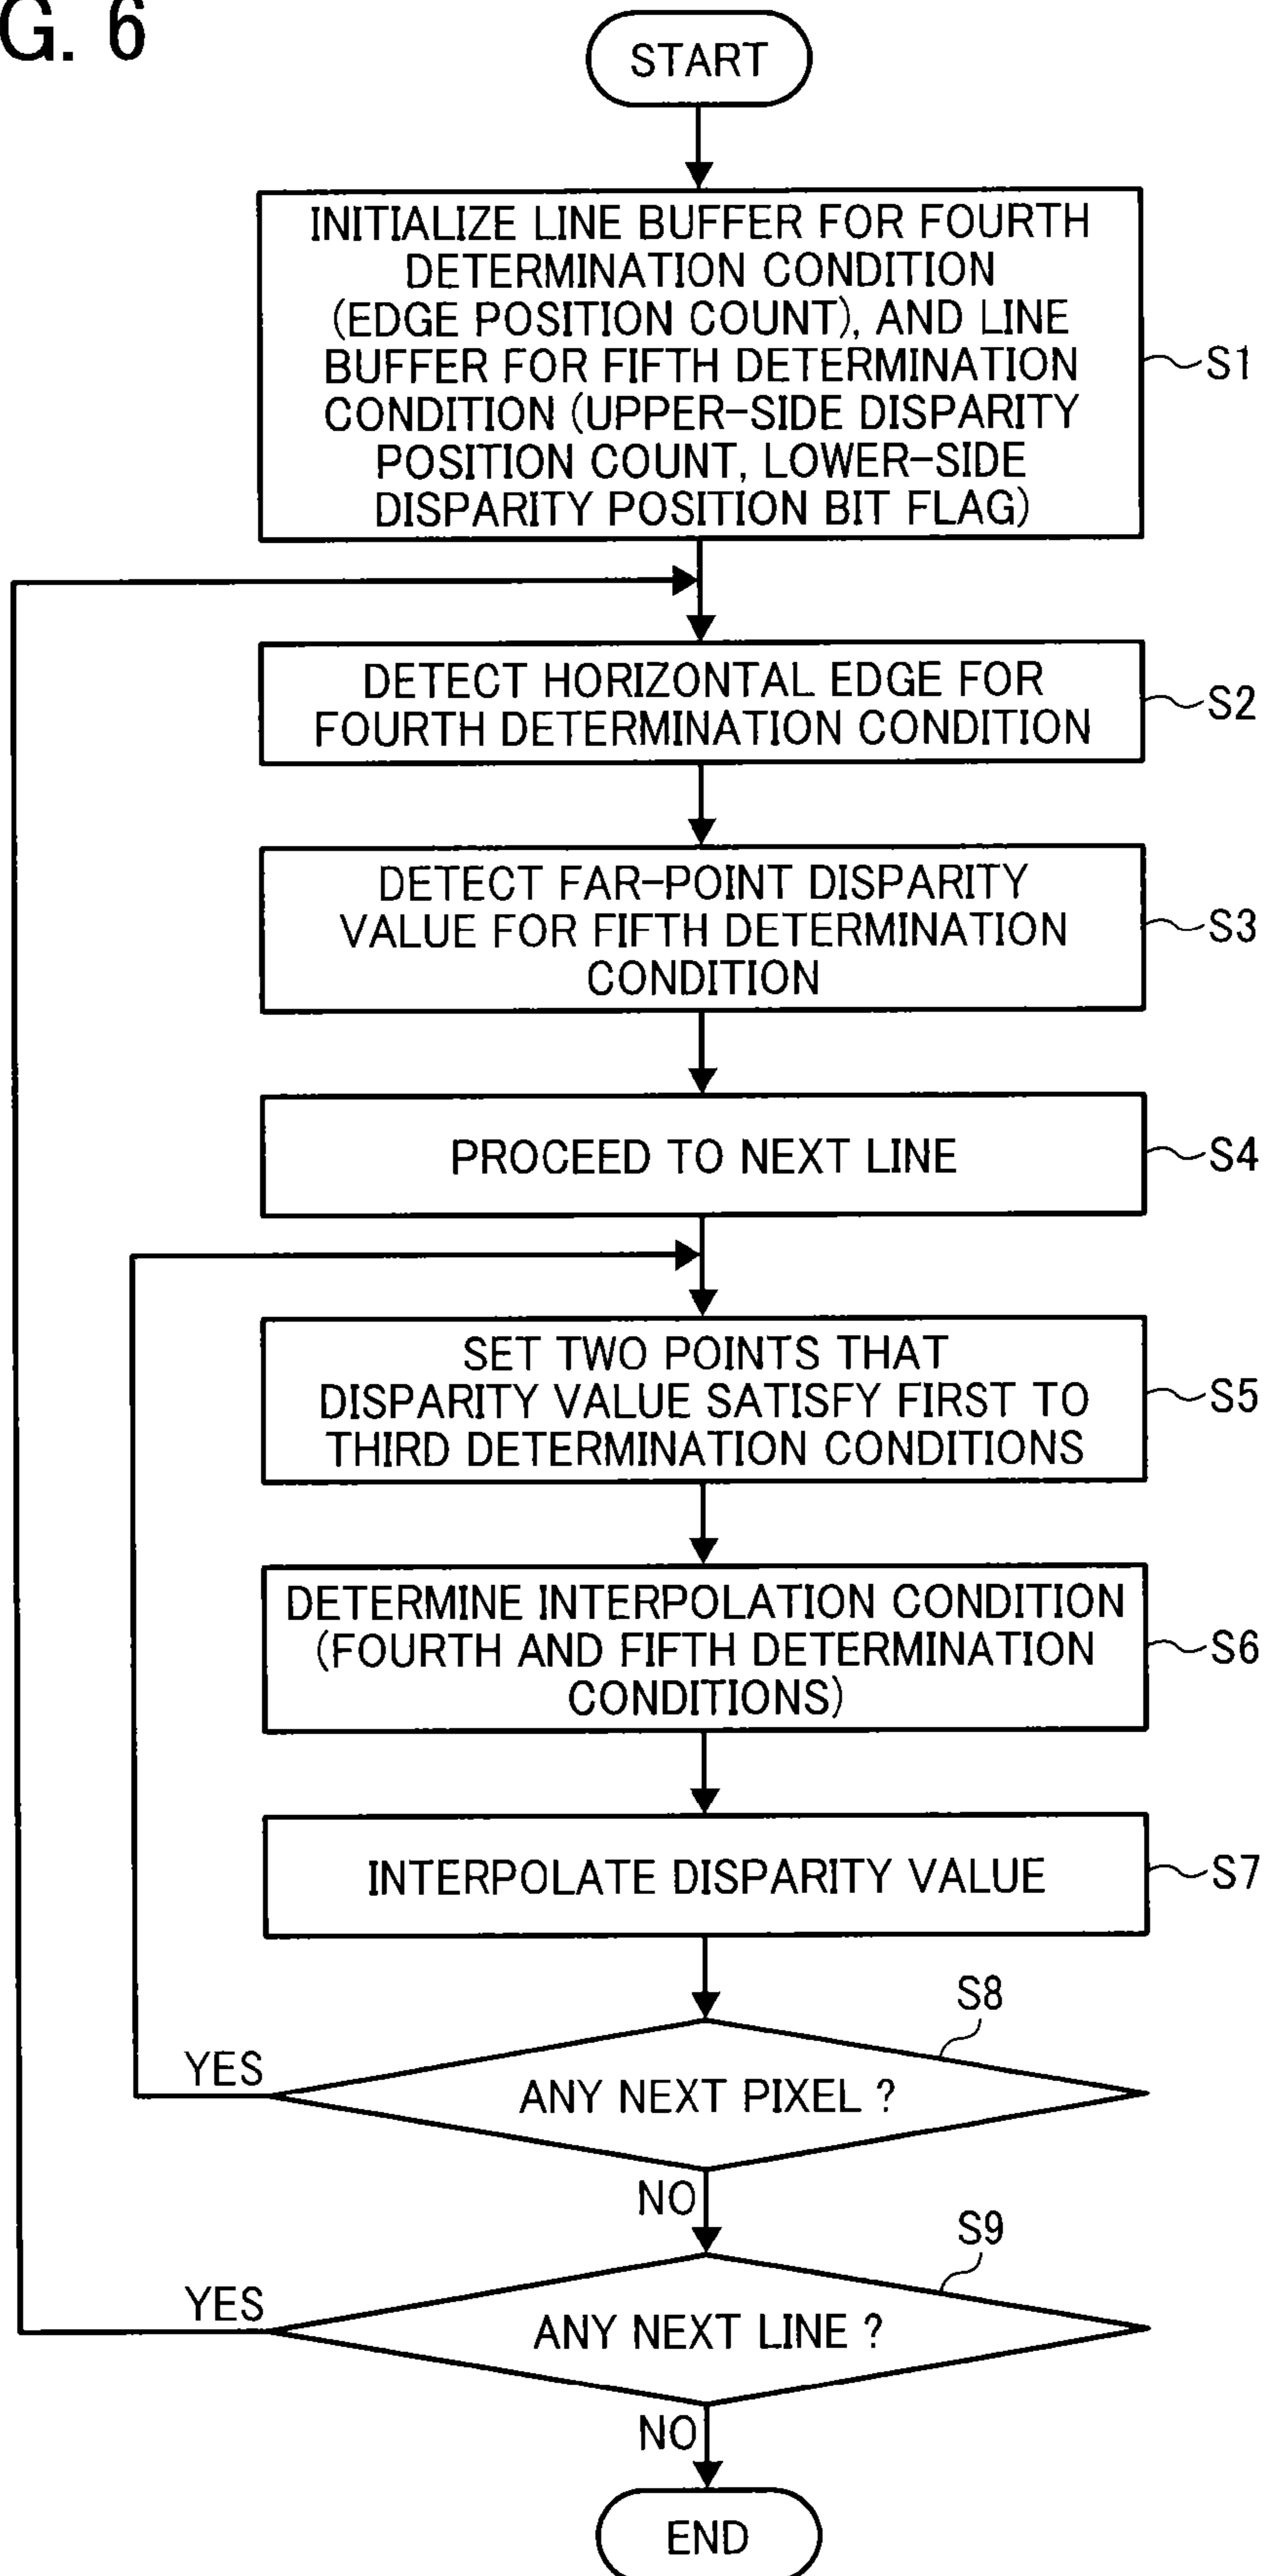 G. 6
START
INITIALIZE LINE BUFFER FOR FOURTH
DETERMINATION CONDITION
(EDGE POSITION COUNT), AND LINE
BUFFER FOR FIFTH DETERMINATION
CONDITION (UPPER-SIDE DISPARITY
POSITION COUNT, LOWER-SIDE
DISPARITY POSITION BIT FLAG)
S1
DETECT HORIZONTAL EDGE FOR
FOURTH DETERMINATION CONDITION
S2
DETECT FAR-POINT DISPARITY
VALUE FOR FIFTH DETERMINATION
CONDITION
S3
PROCEED TO NEXT LINE
S4
SET TWO POINTS THAT
DISPARITY VALUE SATISFY FIRST TO
THIRD DETERMINATION CONDITIONS
S5
DETERMINE INTERPOLATION CONDITION
(FOURTH AND FIFTH DETERMINATION
CONDITIONS)
S6
INTERPOLATE DISPARITY VALUE
S7
S8
YES
ANY NEXT PIXEL ?
NO
S9
YES
ANY NEXT LINE ?
NO
END